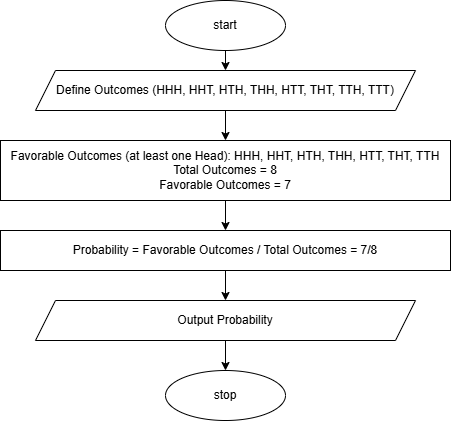 start
Define Outcomes (HHH, HHT, HTH, THH, HTT, THT, TTH, TTT)
Favorable Outcomes (at least one Head): HHH, HHT, HTH, THH, HTT, THT, TTH
Total Outcomes = 8
Favorable Outcomes = 7
Probability = Favorable Outcomes / Total Outcomes = 7/8
Output Probability
stop